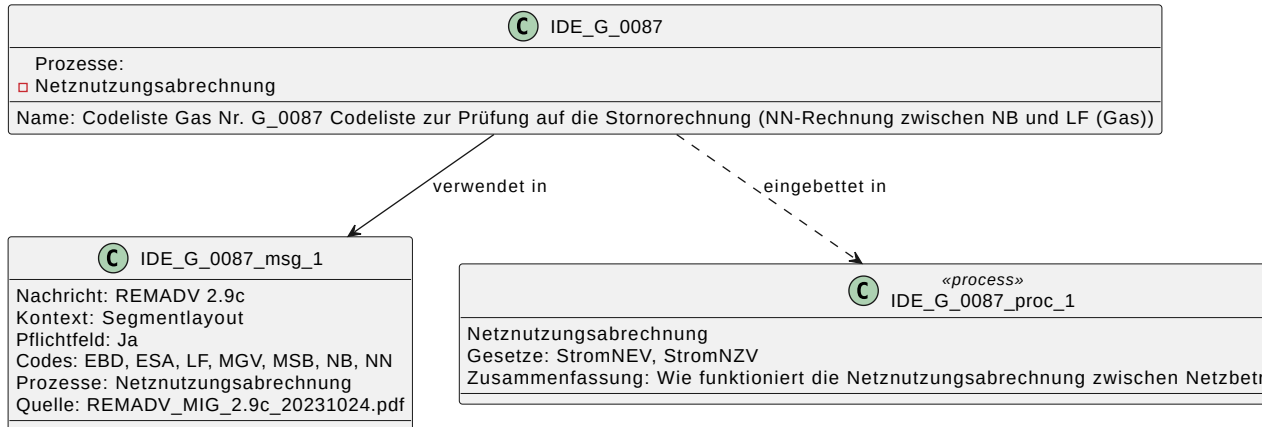 C IDE_G_0087
Prozesse:
Netznutzungsabrechnung
Name: Codeliste Gas Nr. G_0087 Codeliste zur Prüfung auf die Stornorechnung (NN-Rechnung zwischen NB und LF (Gas))
verwendet in
eingebettet in
C IDE_G_0087_msg_1
Nachricht: REMADV 2.9c
Kontext: Segmentlayout
Pflichtfeld: Ja
Codes: EBD, ESA, LF, MGV, MSB, NB, NN
Prozesse: Netznutzungsabrechnung
Quelle: REMADV_MIG_2.9c_20231024.pdf
«process»
C IDE_G_0087_proc_1
Netznutzungsabrechnung
Gesetze: StromNEV, StromNZV
Zusammenfassung: Wie funktioniert die Netznutzungsabrechnung zwischen